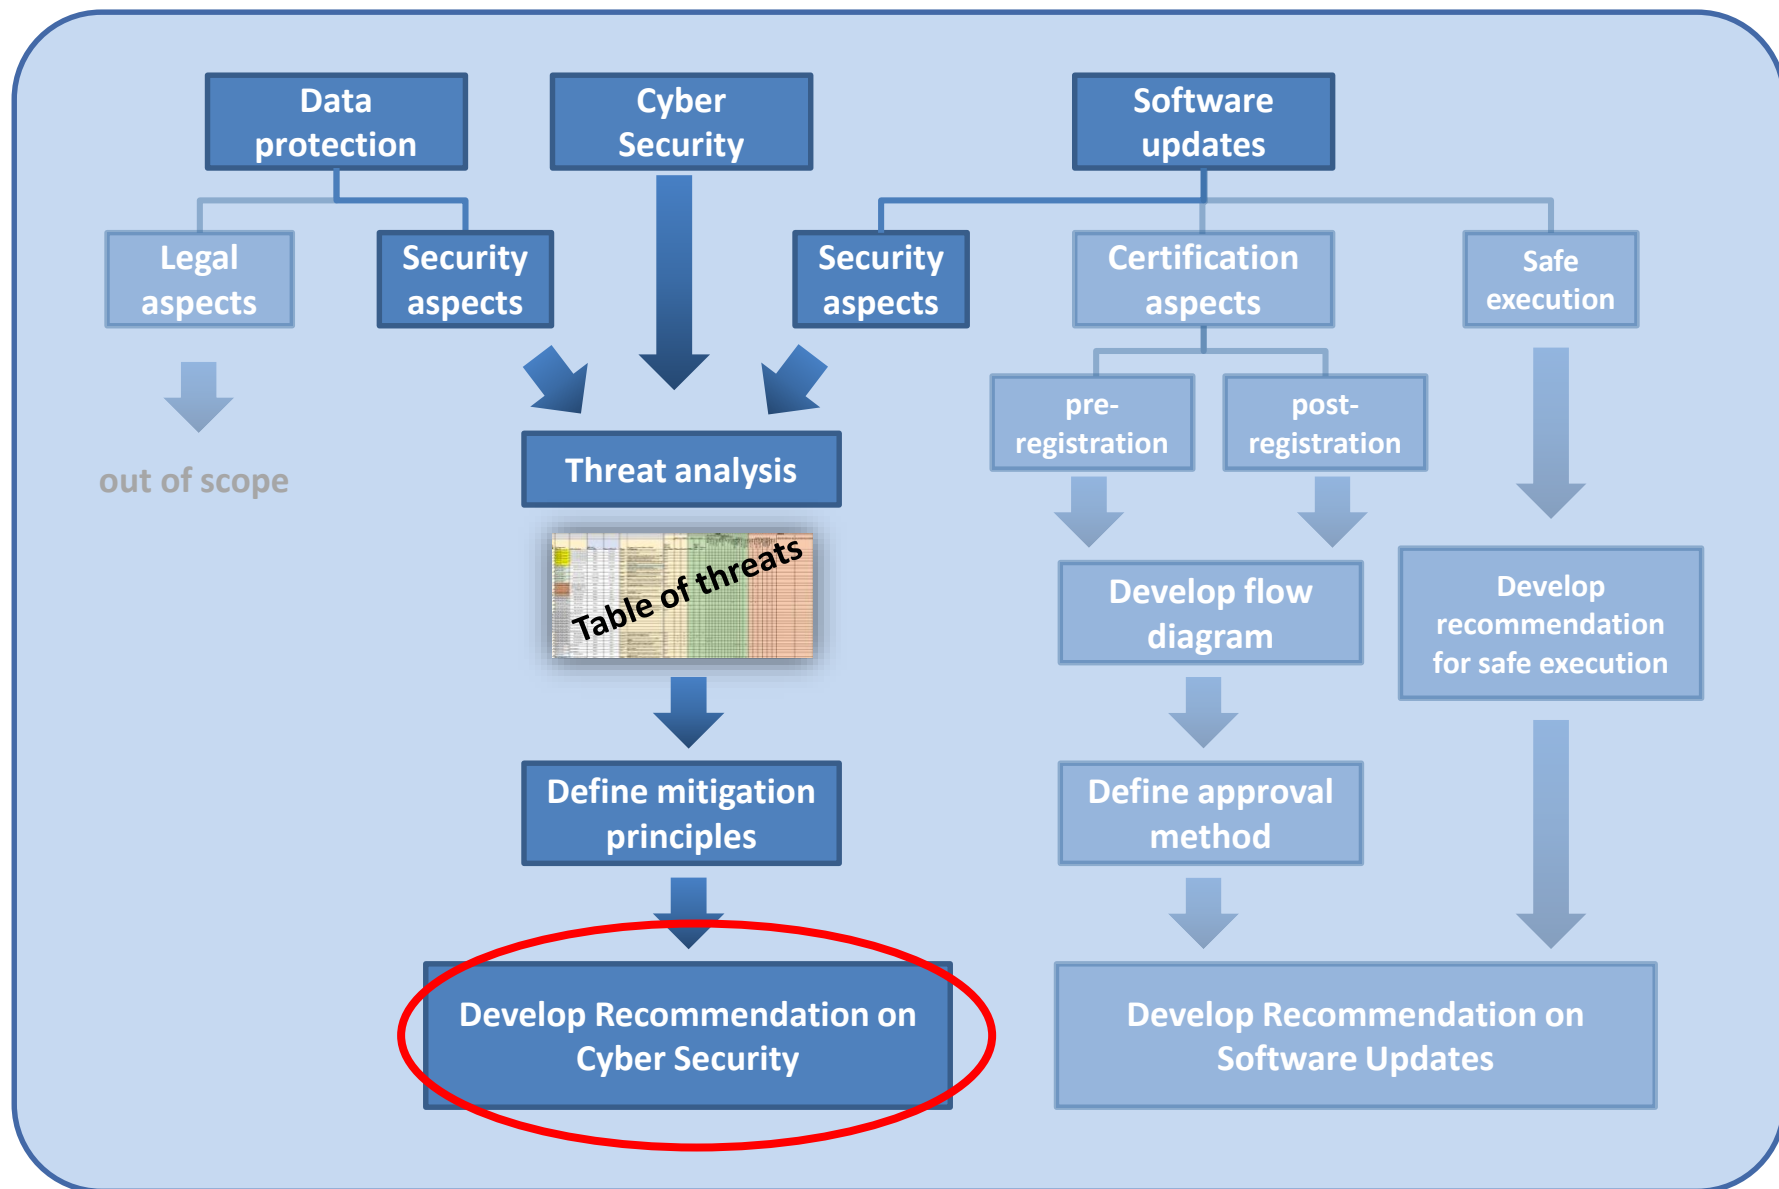 Data
protection
Cyber
Security
Software
updates
Legal
aspects
Security
aspects
Security
aspects
Certification
aspects
Safe
execution
pre-
registration
post-
registration
out of scope
Threat analysis
Table of threats
Develop flow
diagram
Develop
recommendation
for safe execution
Define mitigation
principles
Define approval
method
Develop Recommendation on
Cyber Security
Develop Recommendation on
Software Updates